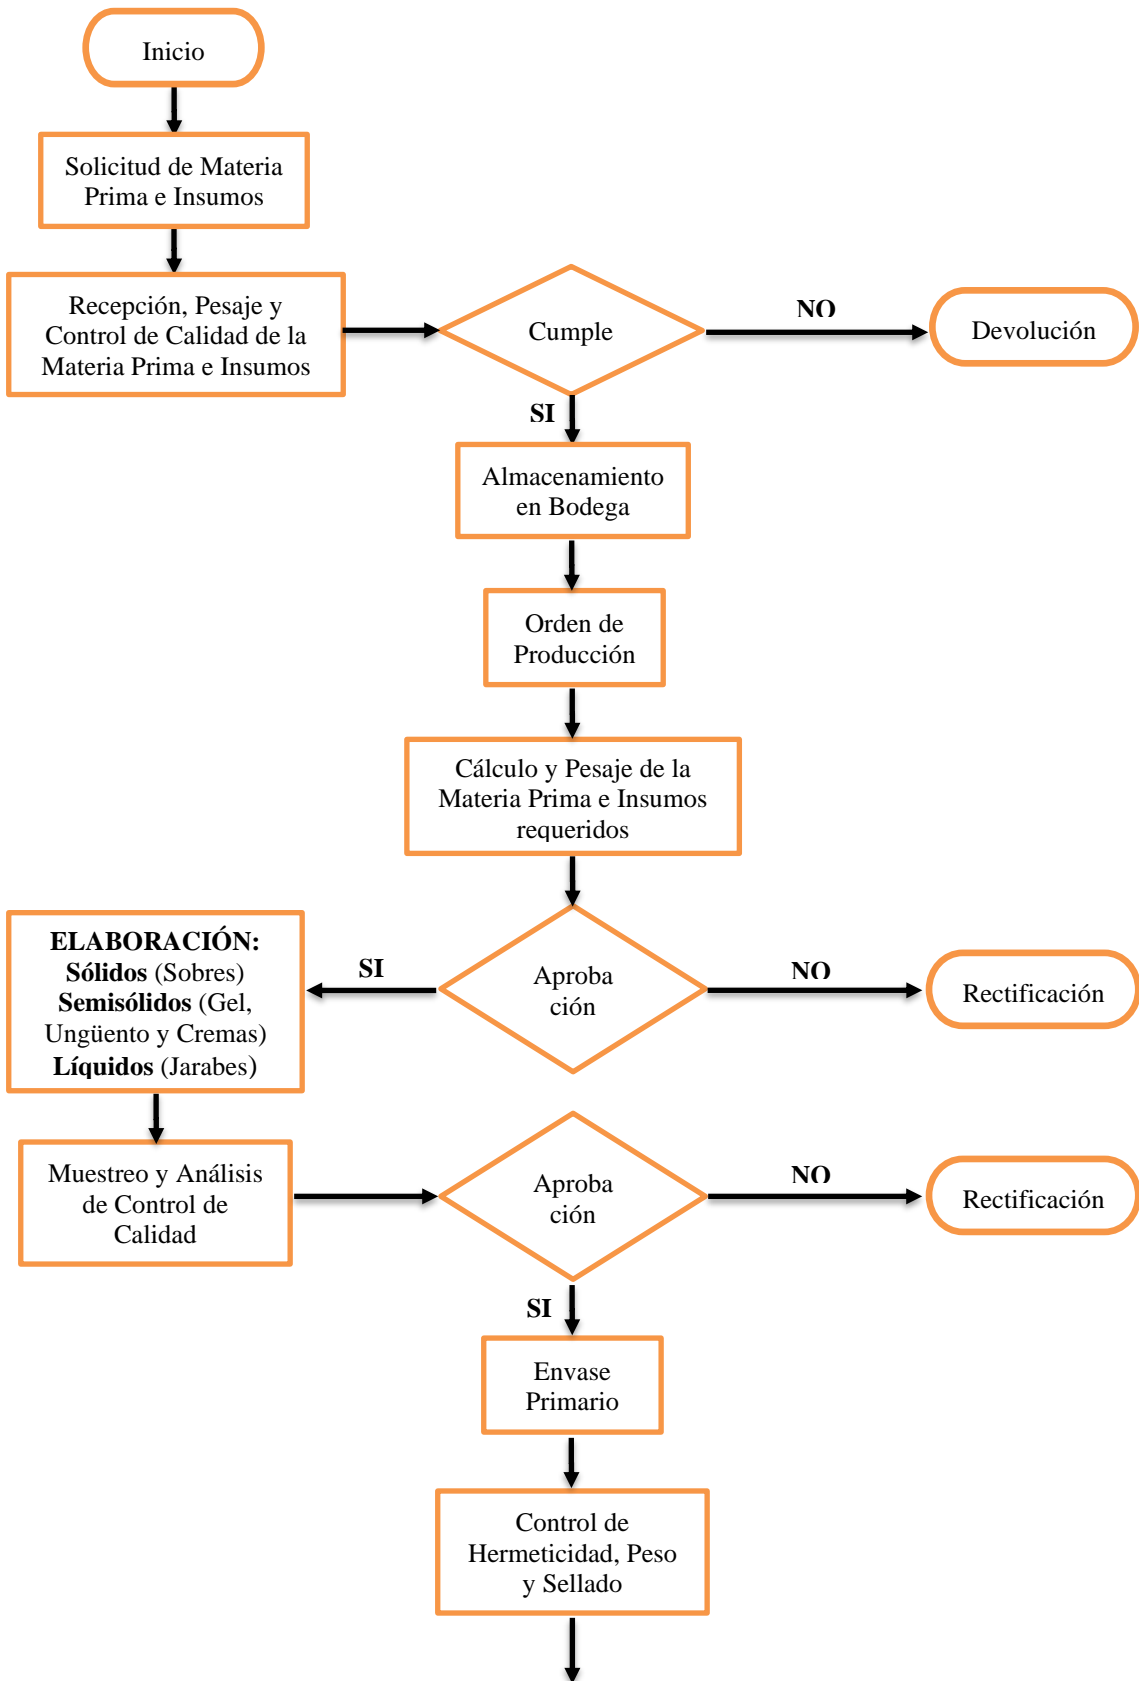 Inicio
Solicitud de Materia
Prima e Insumos
Recepción, Pesaje y
Control de Calidad de la
Materia Prima e Insumos
Cumple
NO
Devolución
SI
Almacenamiento
en Bodega
Orden de
Producción
Cálculo y Pesaje de la
Materia Prima e Insumos
requeridos
Aproba
ción
NO
Rectificación
SI
ELABORACIÓN:
Sólidos (Sobres)
Semisólidos (Gel,
Ungüento y Cremas)
Líquidos (Jarabes)
Muestreo y Análisis
de Control de
Calidad
Aproba
ción
NO
Rectificación
SI
Envase
Primario
Control de
Hermeticidad, Peso
y Sellado